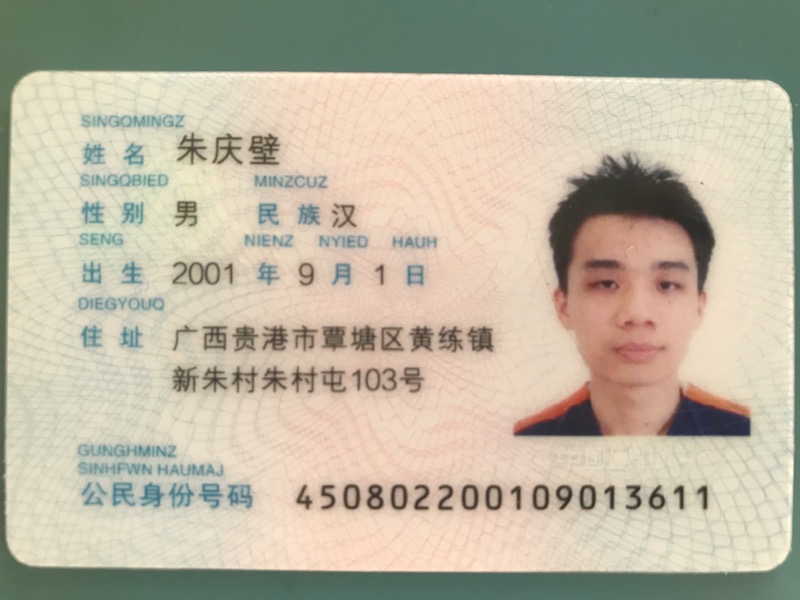 SINGQMINGZ
姓 名 朱庆壁
SINGQBIED MINZCUZ
性 别 男 民 族 汉
SENG NIENZ NYIED HAUH
出 生 2001 年 9 月 1 日
DIEGYOUQ
住 址 广西贵港市覃塘区黄练镇
新朱村朱村屯103号
GUNGHMINZ
SINHFWN HAUMAJ
公民身份号码 450802200109013611